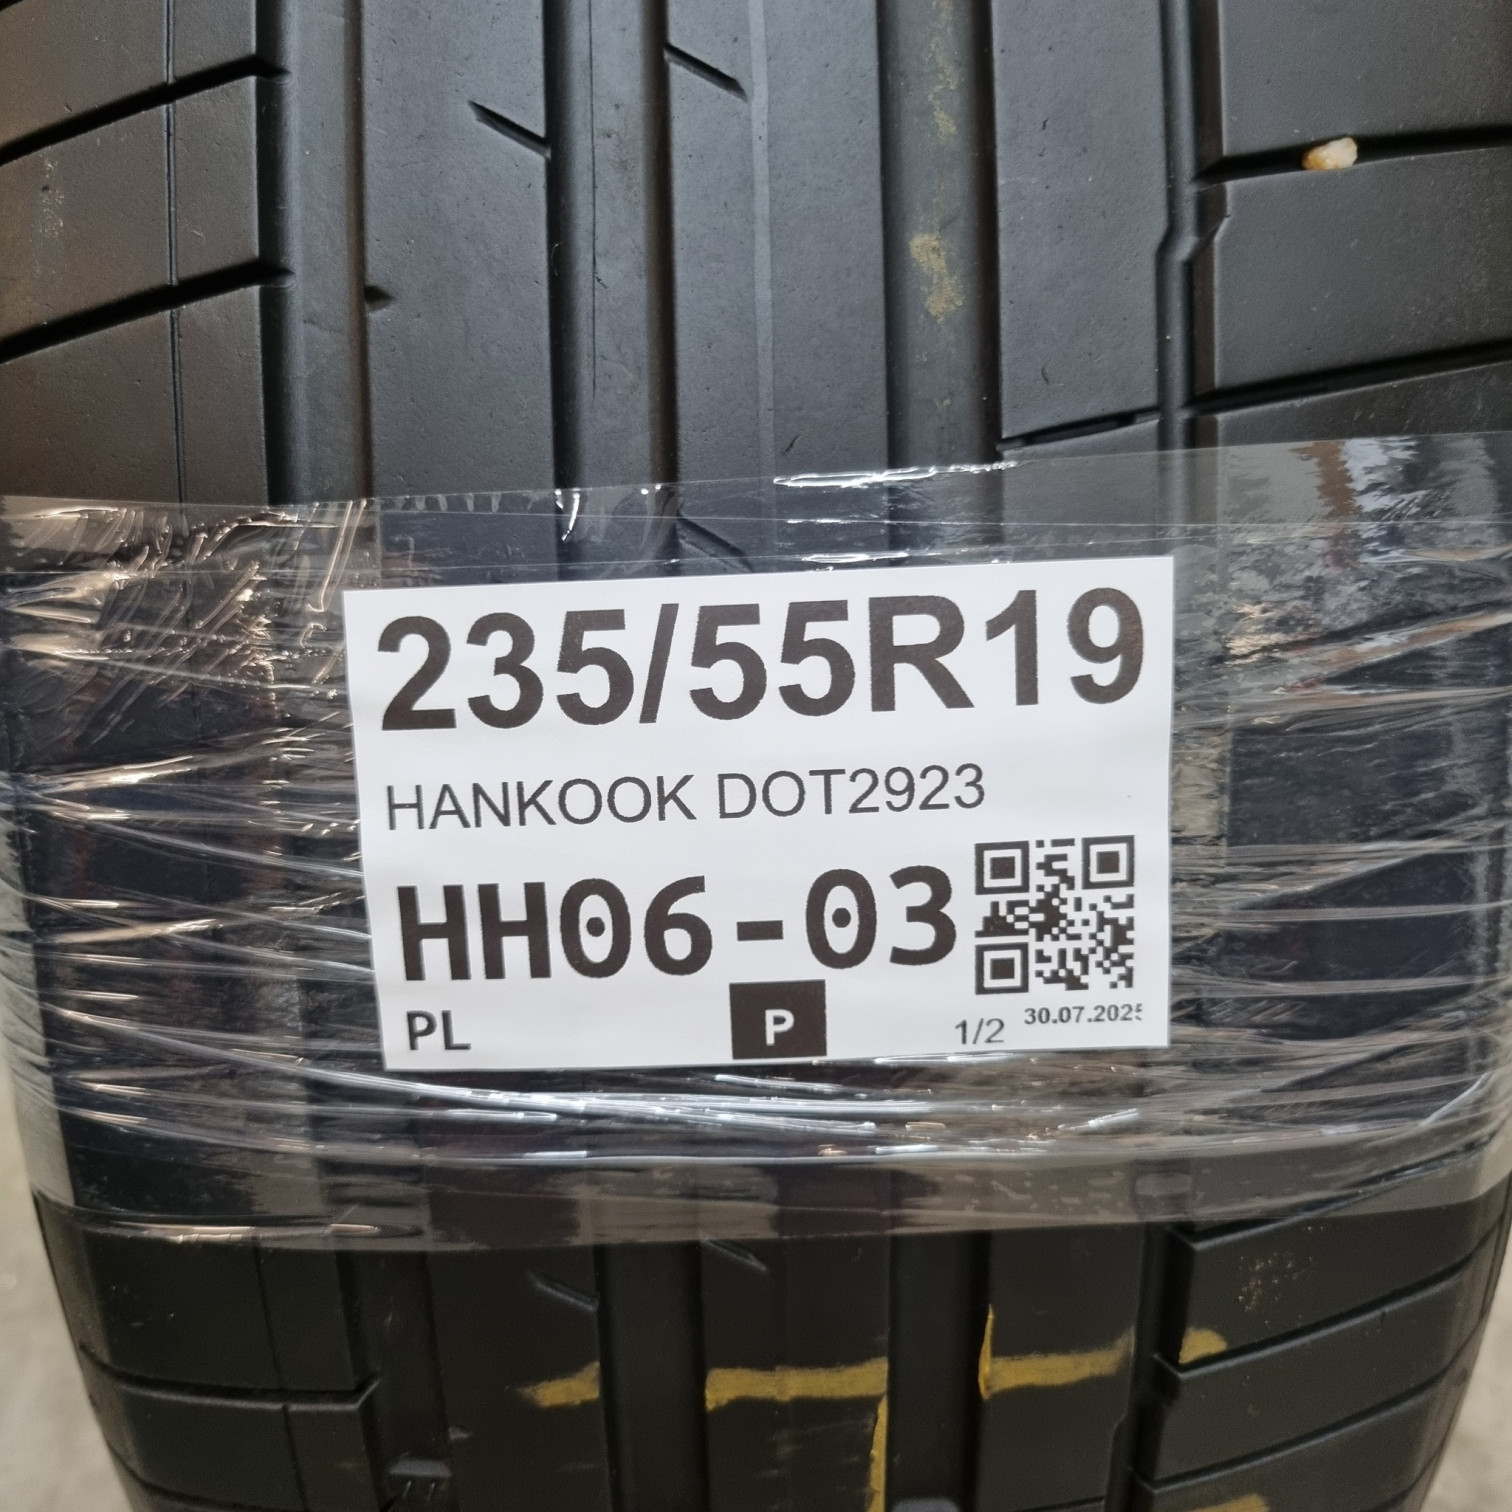 235/55R19
HANKOOK DOT2923
HH06-03
PL P 1/2 30.07.2025